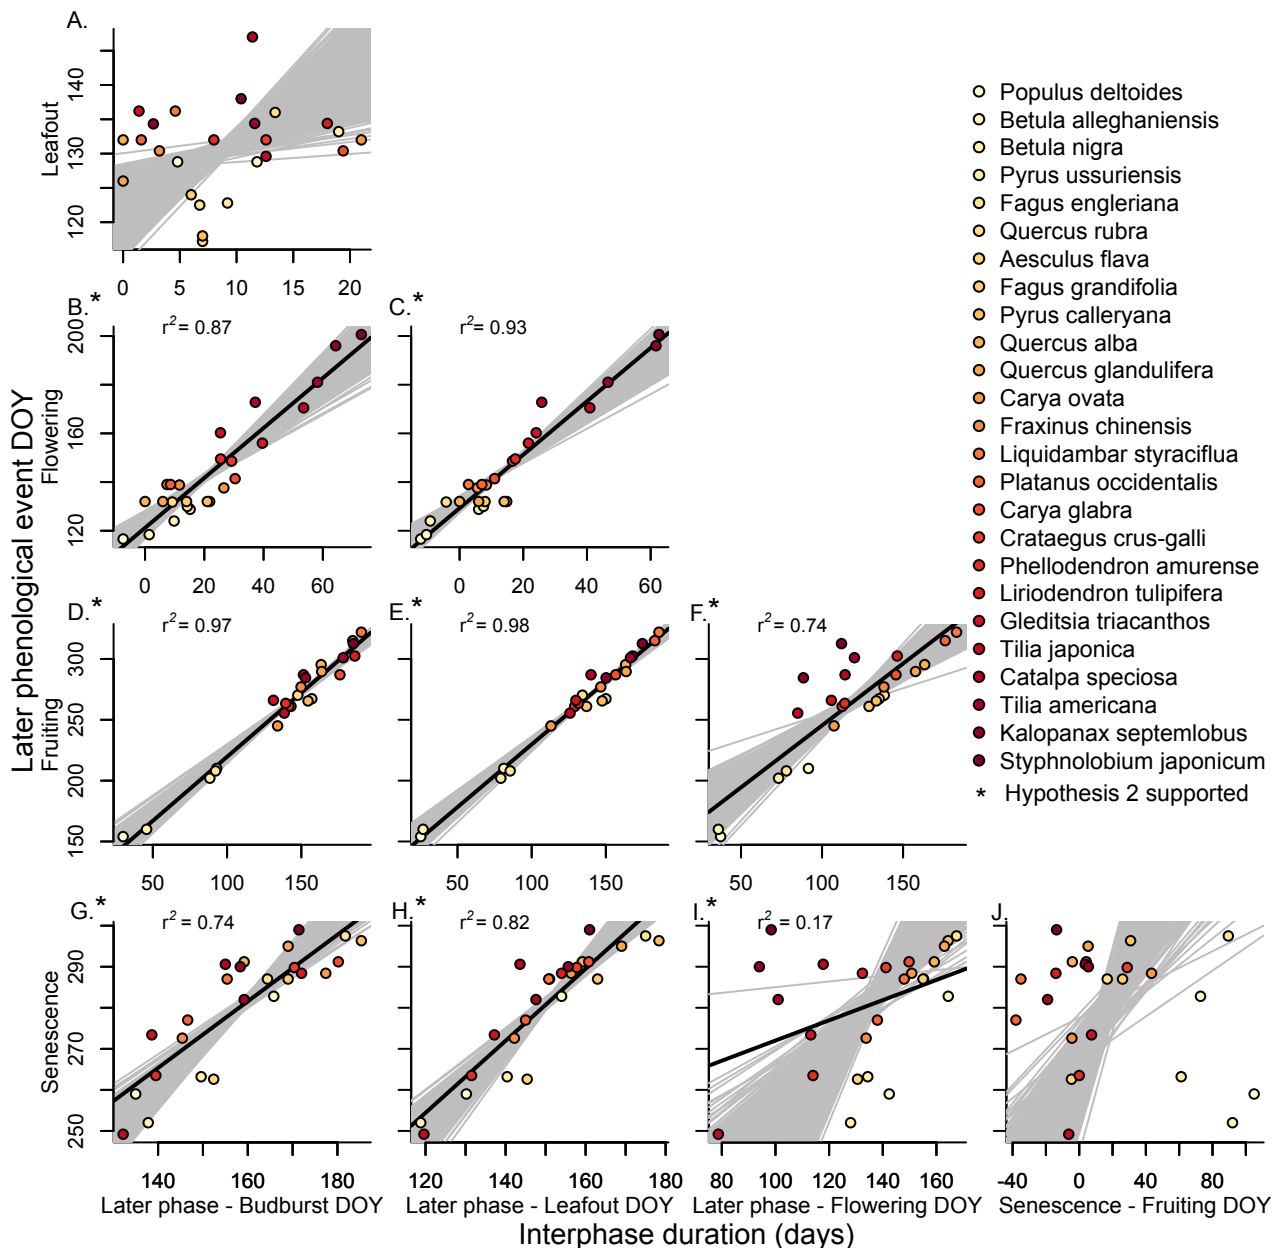 A.
Leafout
120 130 140
0 5 10 15 20
B. *
r2 = 0.87
Flowering
120 160 200
0 20 40 60
C. *
r2 = 0.93
0 20 40 60
D. *
r2 = 0.97
Fruiting
150 200 250 300
50 100 150
E. *
r2 = 0.98
50 100 150
F. *
r2 = 0.74
50 100 150
G. *
r2 = 0.74
Senescence
250 270 290
140 160 180
Later phase - Budburst DOY
H. *
r2 = 0.82
120 140 160 180
Later phase - Leafout DOY
I. *
r2 = 0.17
80 100 120 140 160
Later phase - Flowering DOY
J.
-40 0 40 80
Senescence - Fruiting DOY
Later phenological event DOY
Interphase duration (days)
Populus deltoides
Betula alleghaniensis
Betula nigra
Pyrus ussuriensis
Fagus engleriana
Quercus rubra
Aesculus flava
Fagus grandifolia
Pyrus calleryana
Quercus alba
Quercus glandulifera
Carya ovata
Fraxinus chinensis
Liquidambar styraciflua
Platanus occidentalis
Carya glabra
Crataegus crus-galli
Phellodendron amurense
Liriodendron tulipifera
Gleditsia triacanthos
Tilia japonica
Catalpa speciosa
Tilia americana
Kalopanax septemlobus
Styphnolobium japonicum
* Hypothesis 2 supported